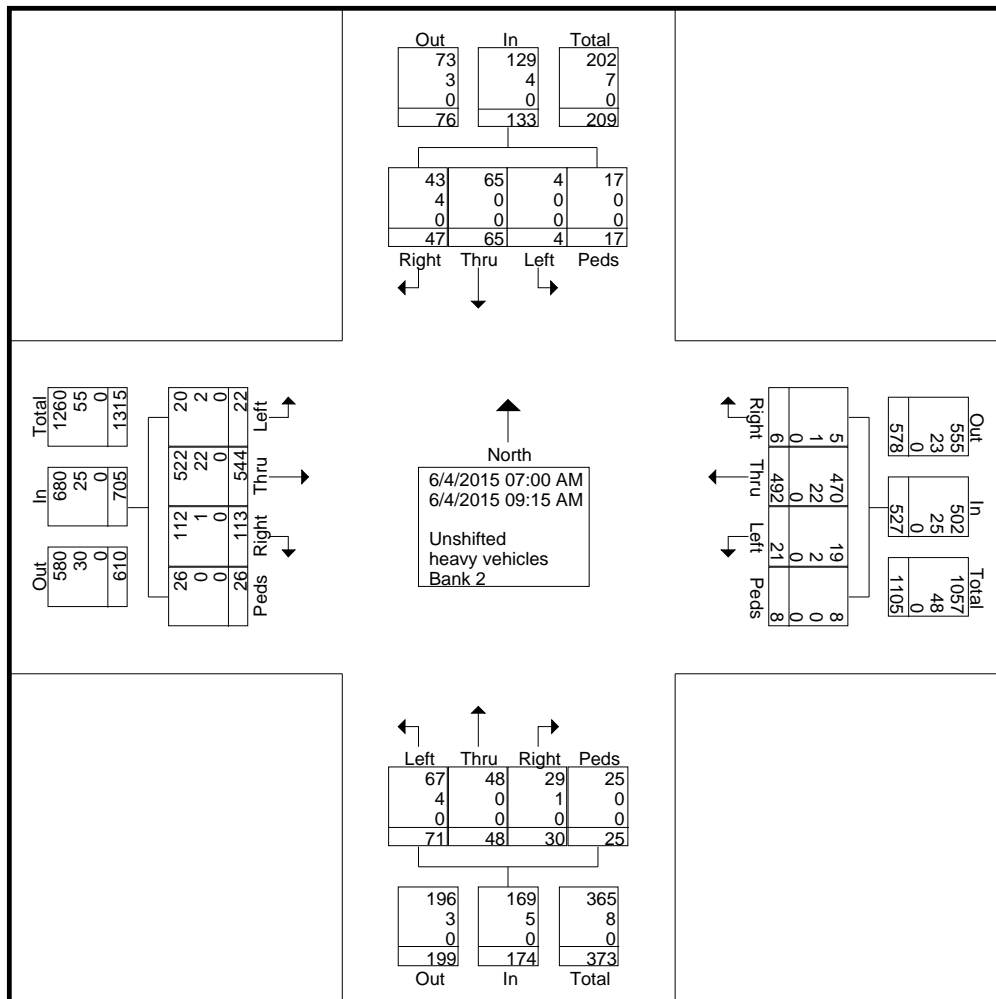 Out In Total
73 129 202
3 4 7
0 0 0
76 133 209
43 65 4 17
4 0 0 0
0 0 0 0
47 65 4 17
Right Thru Left Peds
Total
1260
55
0
1315
In
680
25
0
705
Out
580
30
0
610
20
2
0
22
Left
522
22
0
544
Thru
112
1
0
113
Right
26
0
0
26
Peds
North
6/4/2015 07:00 AM
6/4/2015 09:15 AM
Unshifted
heavy vehicles
Bank 2
Right
5
1
0
6
Thru
470
22
0
492
Left
19
2
0
21
Peds
8
0
0
8
Out
555
23
0
578
In
502
25
0
527
Total
1057
48
0
1105
Left Thru Right Peds
67 48 29 25
4 0 1 0
0 0 0 0
71 48 30 25
196 169 365
3 5 8
0 0 0
199 174 373
Out In Total